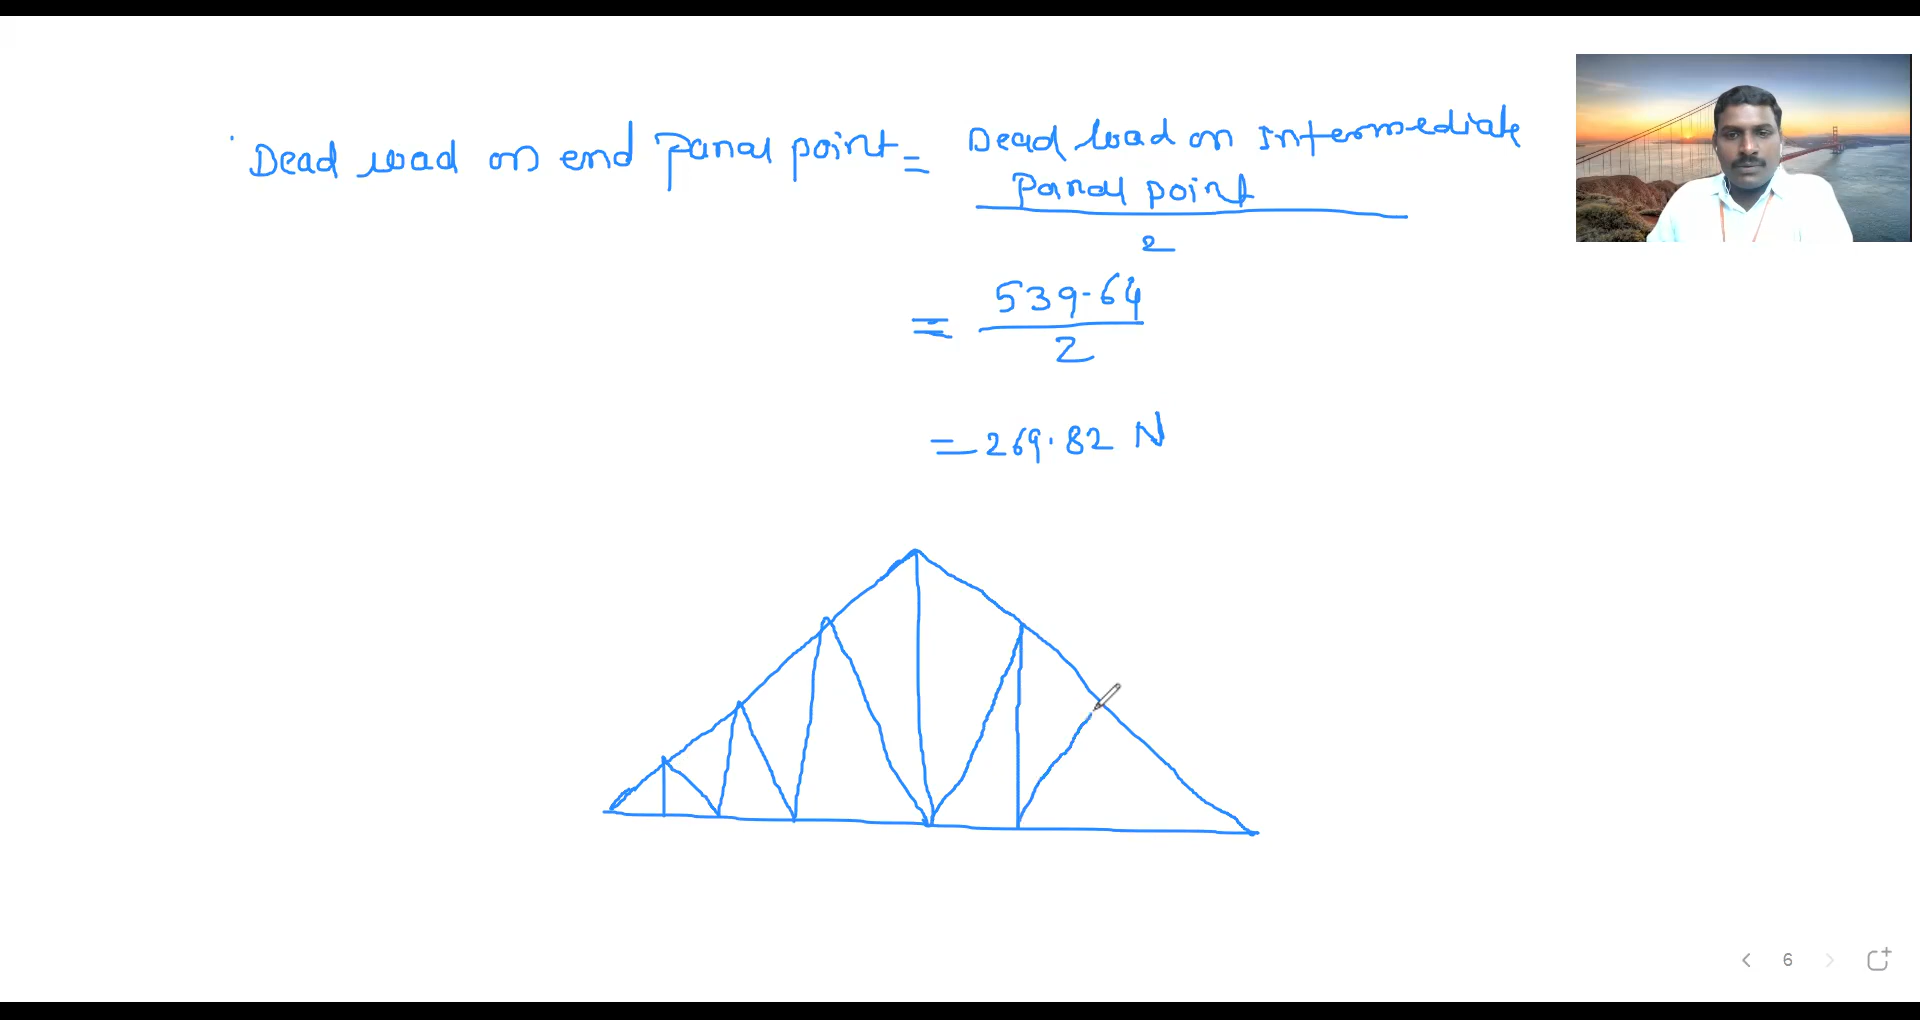 Dead load on end Panal point = Dead load on Intermediate
Panal point
2
= 539.64
2
= 269.82 N
6